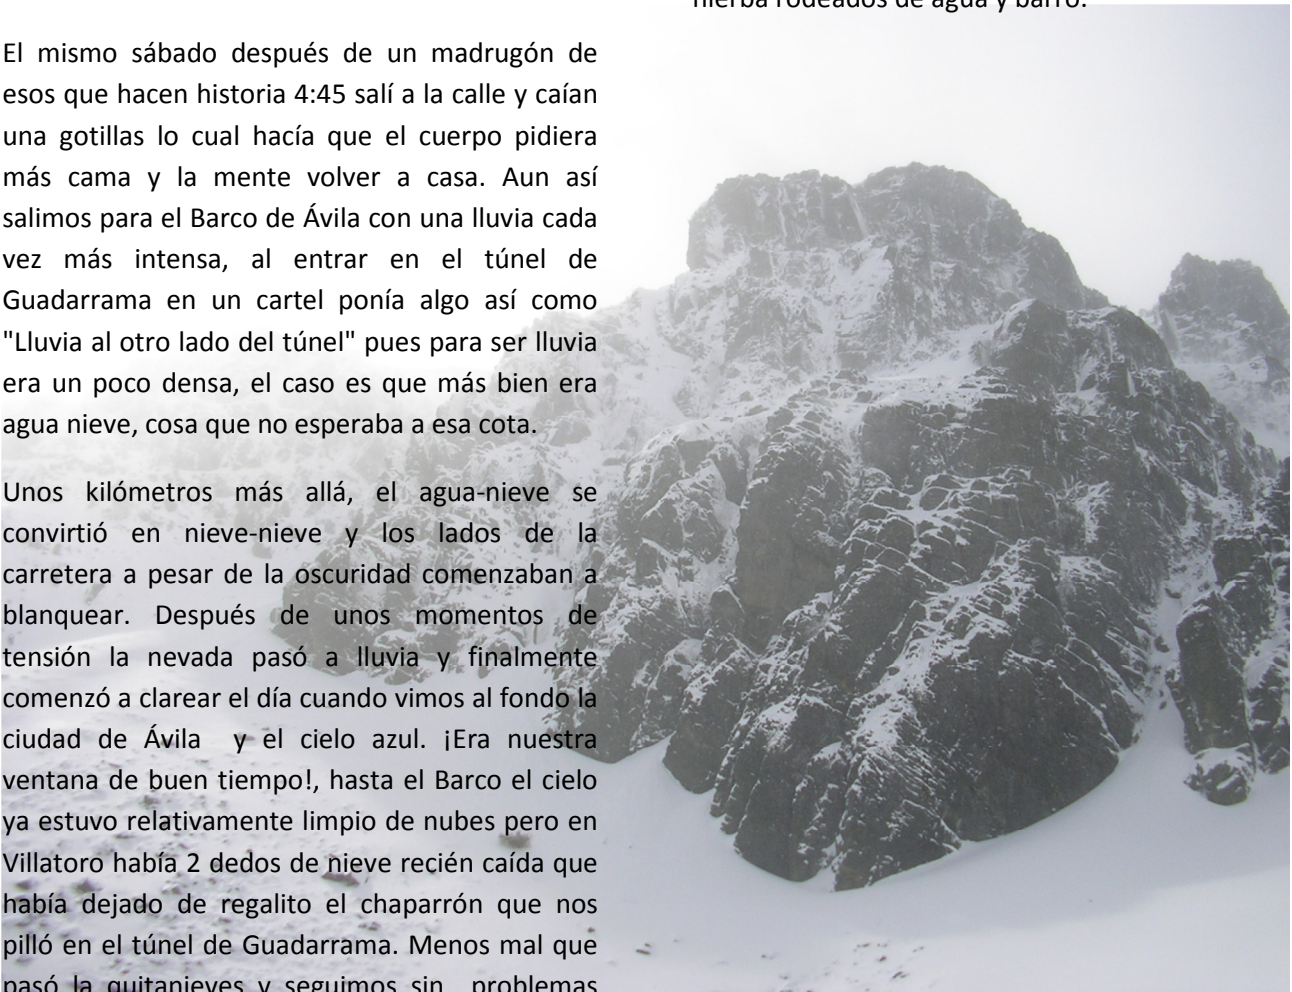 hierba rodeados de agua y barro.
El mismo sábado después de un madrugón de
esos que hacen historia 4:45 salí a la calle y caían
una gotillas lo cual hacía que el cuerpo pidiera
más cama y la mente volver a casa. Aun así
salimos para el Barco de Ávila con una lluvia cada
vez más intensa, al entrar en el túnel de
Guadarrama en un cartel ponía algo así como
"Lluvia al otro lado del túnel" pues para ser lluvia
era un poco densa, el caso es que más bien era
agua nieve, cosa que no esperaba a esa cota.
Unos kilómetros más allá, el agua-nieve se
convirtió en nieve-nieve y los lados de la
carretera a pesar de la oscuridad comenzaban a
blanquear. Después de unos momentos de
tensión la nevada pasó a lluvia y finalmente
comenzó a clarear el día cuando vimos al fondo la
ciudad de Ávila y el cielo azul. ¡Era nuestra
ventana de buen tiempo!, hasta el Barco el cielo
ya estuvo relativamente limpio de nubes pero en
Villatoro había 2 dedos de nieve recién caída que
había dejado de regalito el chaparrón que nos
pilló en el túnel de Guadarrama. Menos mal que
pasó la quitanieves y seguimos sin problemas